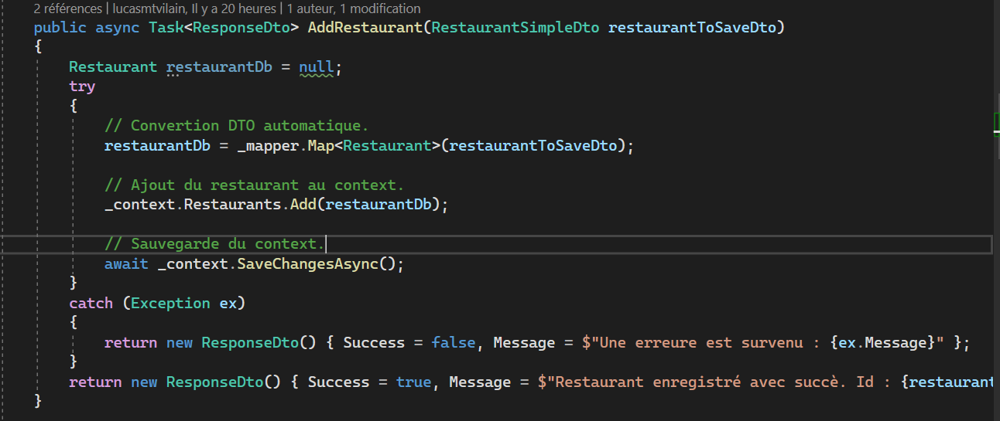 2 références | lucasmtvilain, Il y a 20 heures | 1 auteur, 1 modification
public async Task<ResponseDto> AddRestaurant(RestaurantSimpleDto restaurantToSaveDto)
{
Restaurant restaurantDb = null;
try
{
// Convertion DTO automatique.
restaurantDb = _mapper.Map<Restaurant>(restaurantToSaveDto);
// Ajout du restaurant au context.
_context.Restaurants.Add(restaurantDb);
// Sauvegarde du context.
await _context.SaveChangesAsync();
}
catch (Exception ex)
{
return new ResponseDto() { Success = false, Message = $"Une erreure est survenu : {ex.Message}" };
}
return new ResponseDto() { Success = true, Message = $"Restaurant enregistré avec succè. Id : {restaurant
}